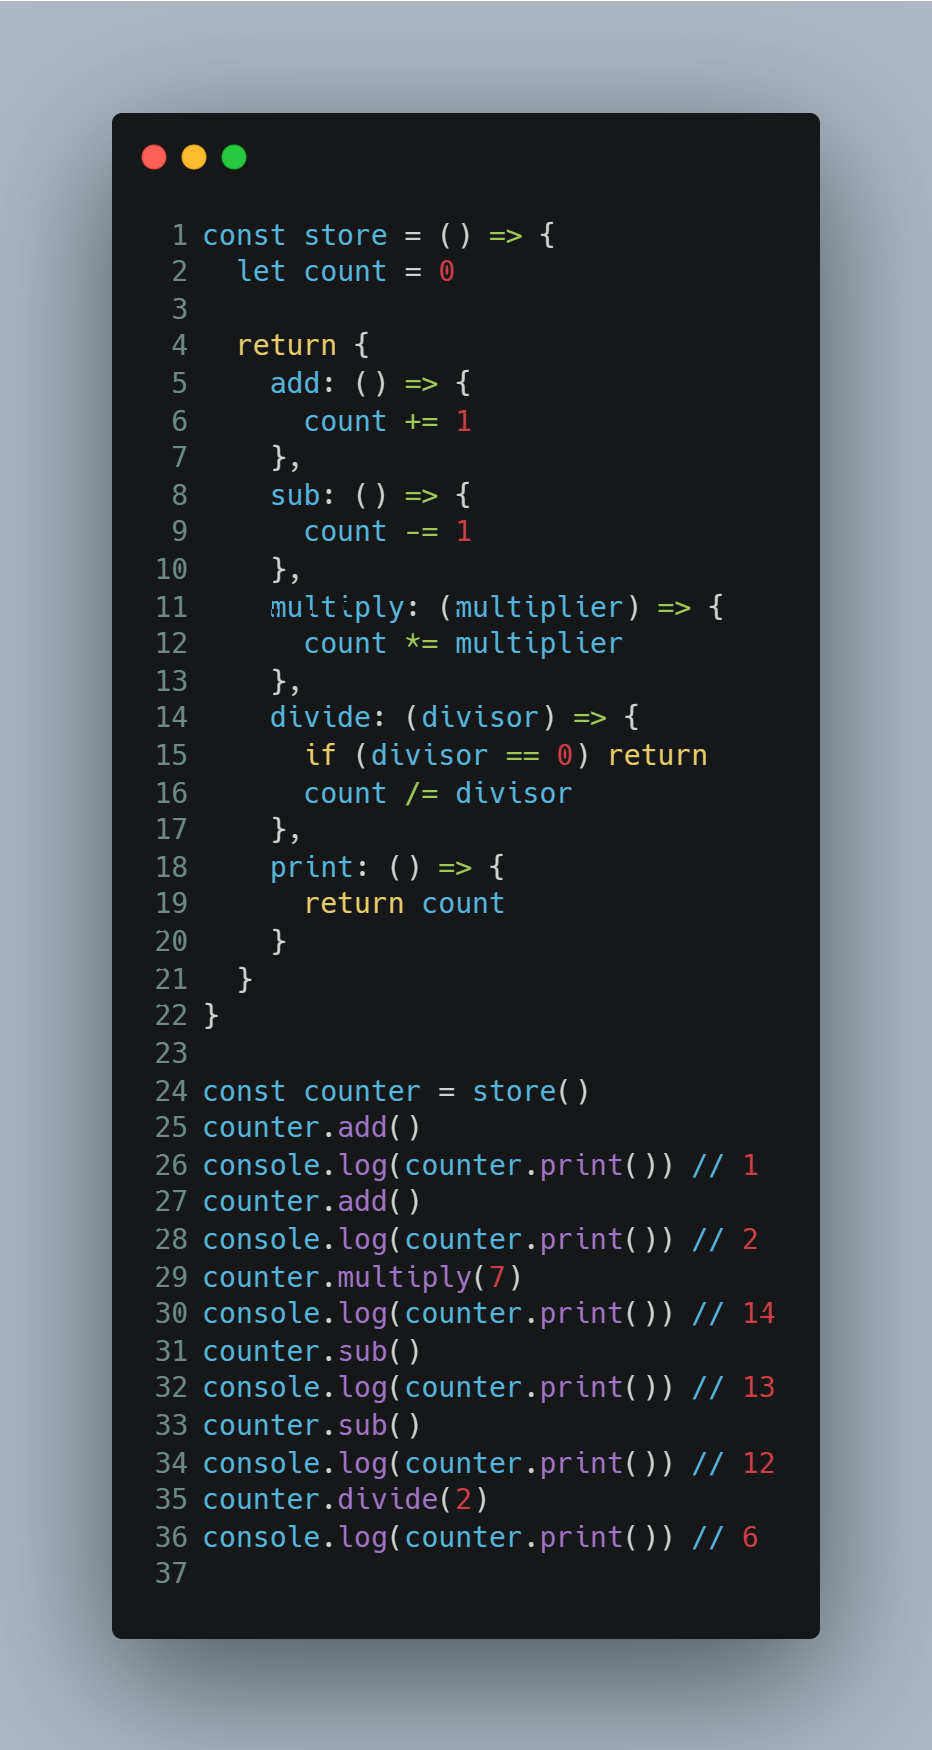 1 const store = () => {
2   let count = 0
3
4   return {
5     add: () => {
6       count += 1
7     },
8     sub: () => {
9       count -= 1
10     },
11     multiply: (multiplier) => {
12       count *= multiplier
13     },
14     divide: (divisor) => {
15       if (divisor == 0) return
16       count /= divisor
17     },
18     print: () => {
19       return count
20     }
21   }
22 }
23
24 const counter = store()
25 counter.add()
26 console.log(counter.print()) // 1
27 counter.add()
28 console.log(counter.print()) // 2
29 counter.multiply(7)
30 console.log(counter.print()) // 14
31 counter.sub()
32 console.log(counter.print()) // 13
33 counter.sub()
34 console.log(counter.print()) // 12
35 counter.divide(2)
36 console.log(counter.print()) // 6
37